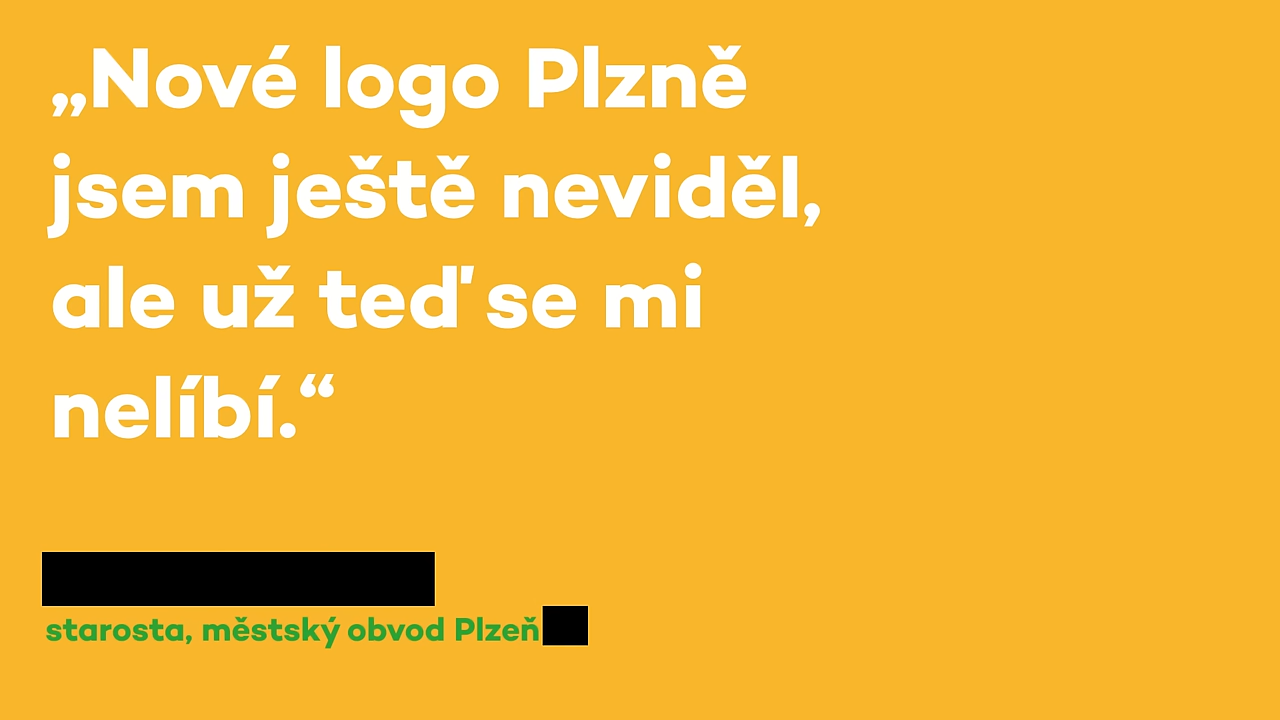 „Nové logo Plzně
jsem ještě neviděl,
ale už teď se mi
nelíbí.“
starosta, městský obvod Plzeň